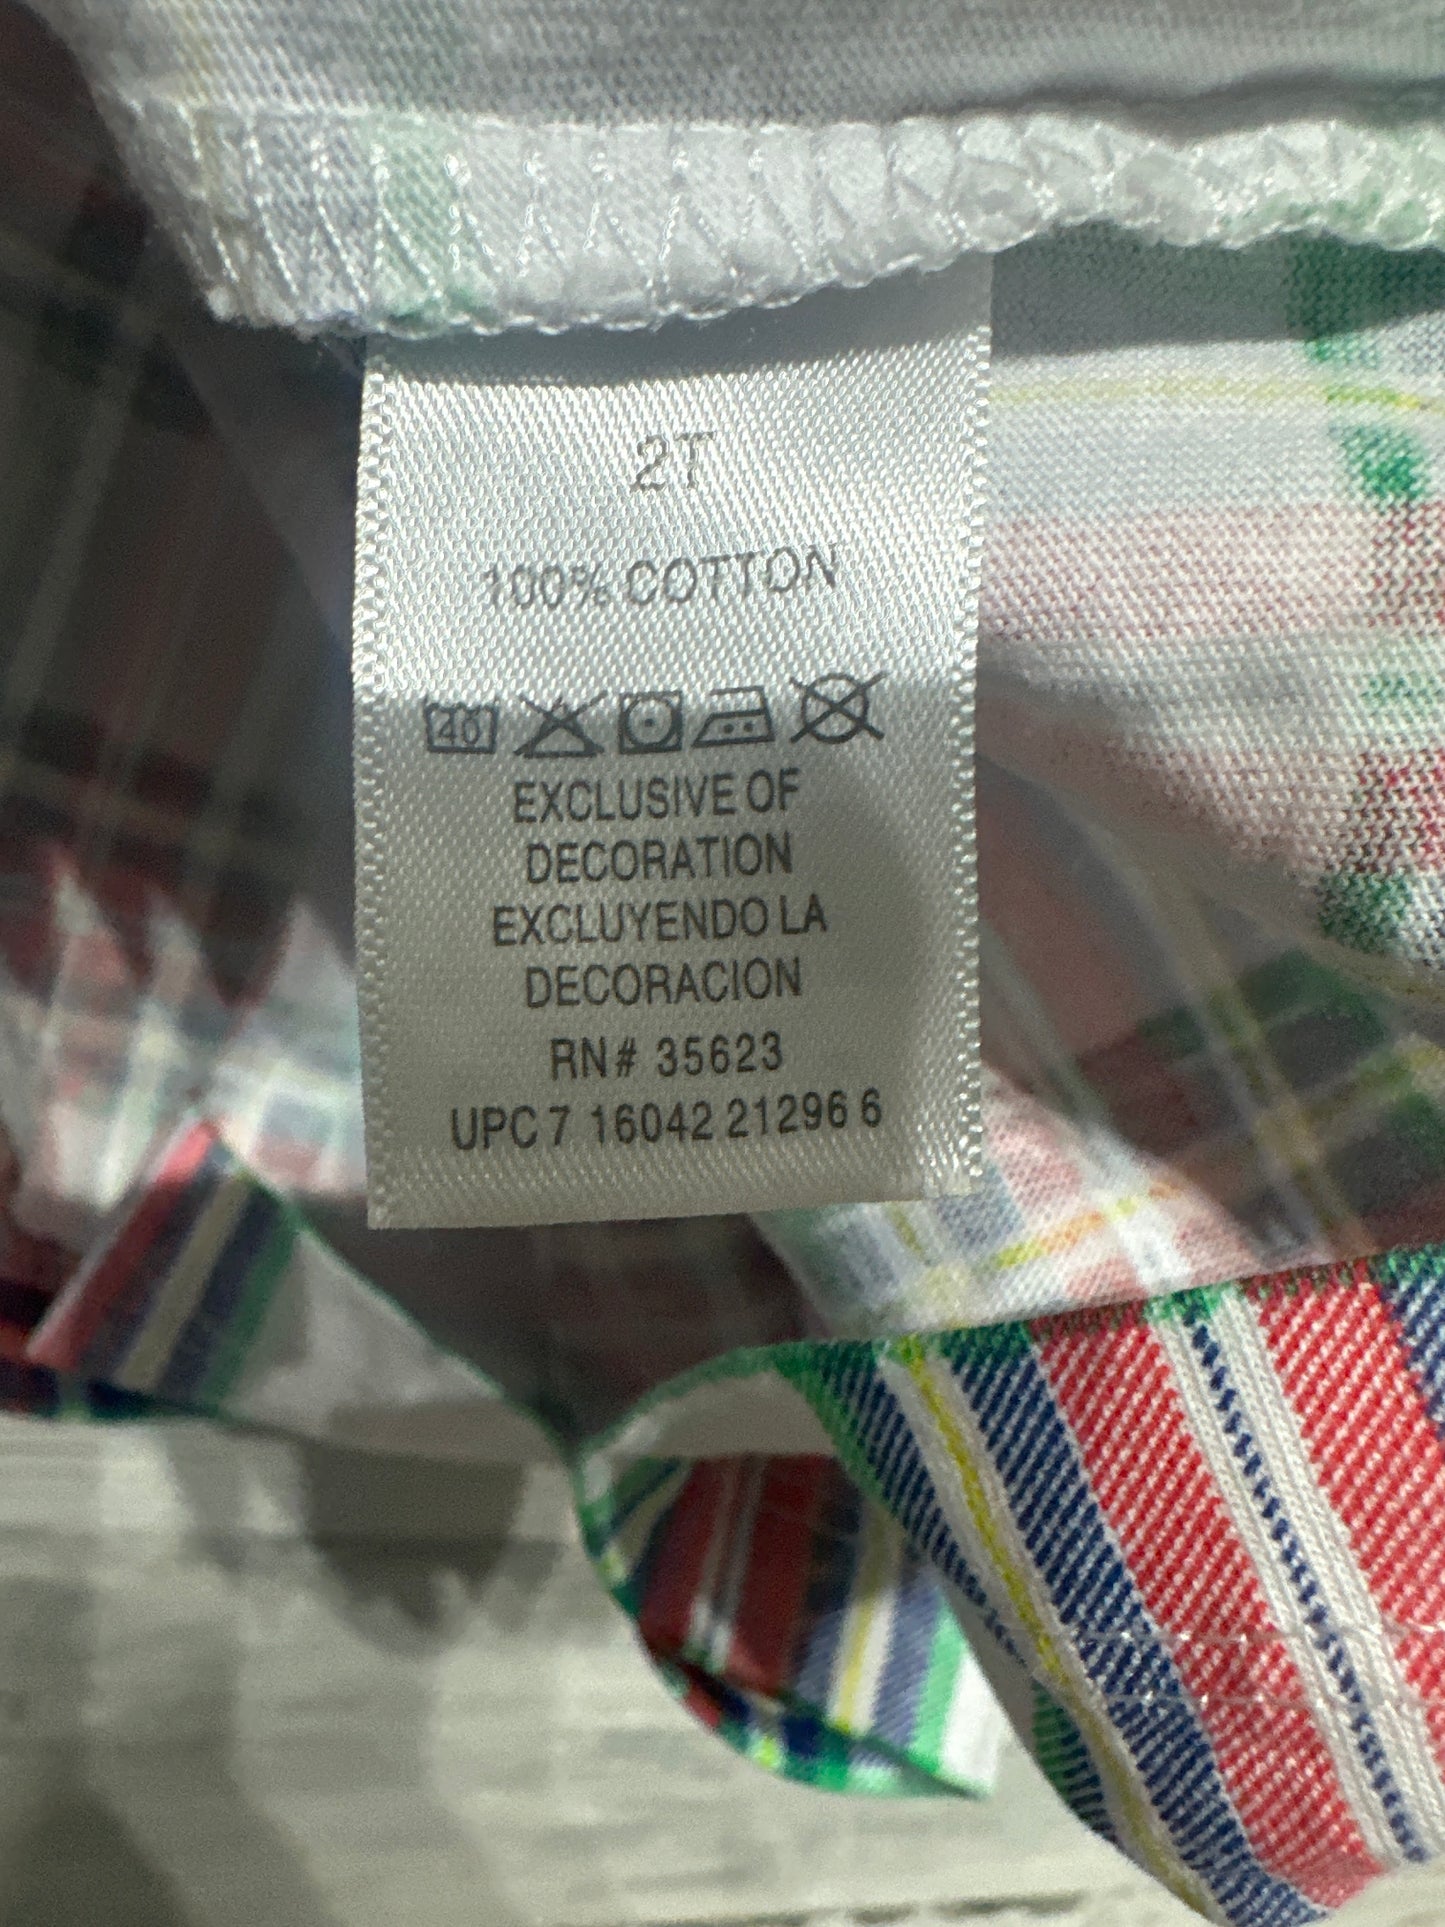 2T
100% COTTON
40
EXCLUSIVE OF
DECORATION
EXCLUYENDO LA
DECORACION
RN# 35623
UPC 7 16042 21296 6